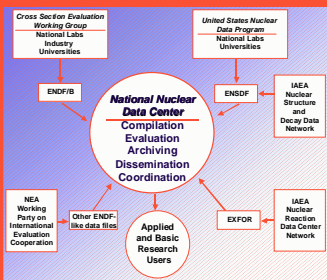 Cross Section Evaluation
Working Group
National Labs
Industry
Universities
United States Nuclear
Data Program
National Labs
Universities
ENDF/B
ENSDF
IAEA
Nuclear
Structure
and
Decay Data
Network
National Nuclear
Data Center
Compilation
Evaluation
Archiving
Dissemination
Coordination
NEA
Working
Party on
International
Evaluation
Cooperation
Other ENDF-
like data files
Applied
and Basic
Research
Users
EXFOR
IAEA
Nuclear
Reaction
Data Center
Network